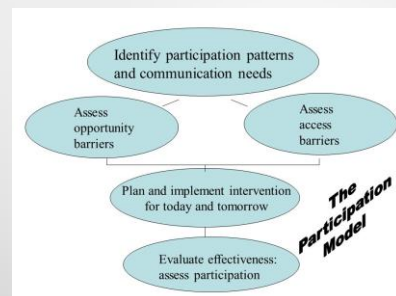 Identify participation patterns
and communication needs
Assess
opportunity
barriers
Assess
access
barriers
Plan and implement intervention
for today and tomorrow
The
Participation
Model
Evaluate effectiveness:
assess participation